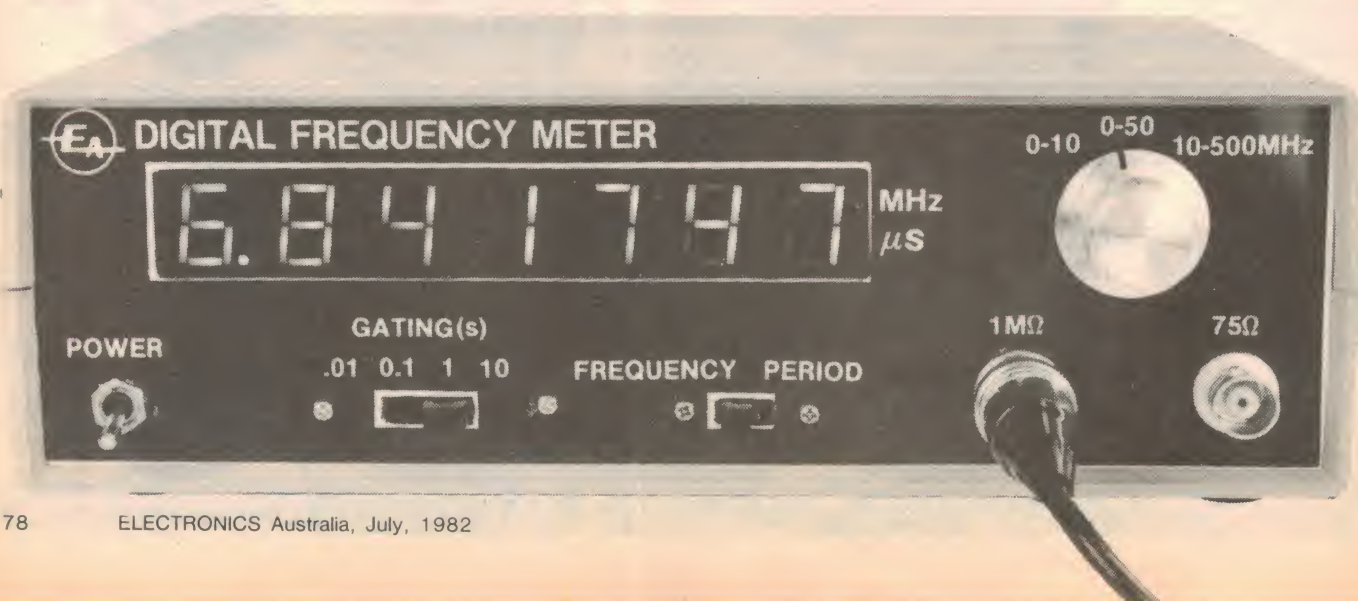 EA DIGITAL FREQUENCY METER
0-10 0-50 10-500MHz
6.841747 MHz
μS
POWER
GATING(s)
.01 0.1 1 10
FREQUENCY PERIOD
1MΩ 75Ω
78 ELECTRONICS Australia, July, 1982